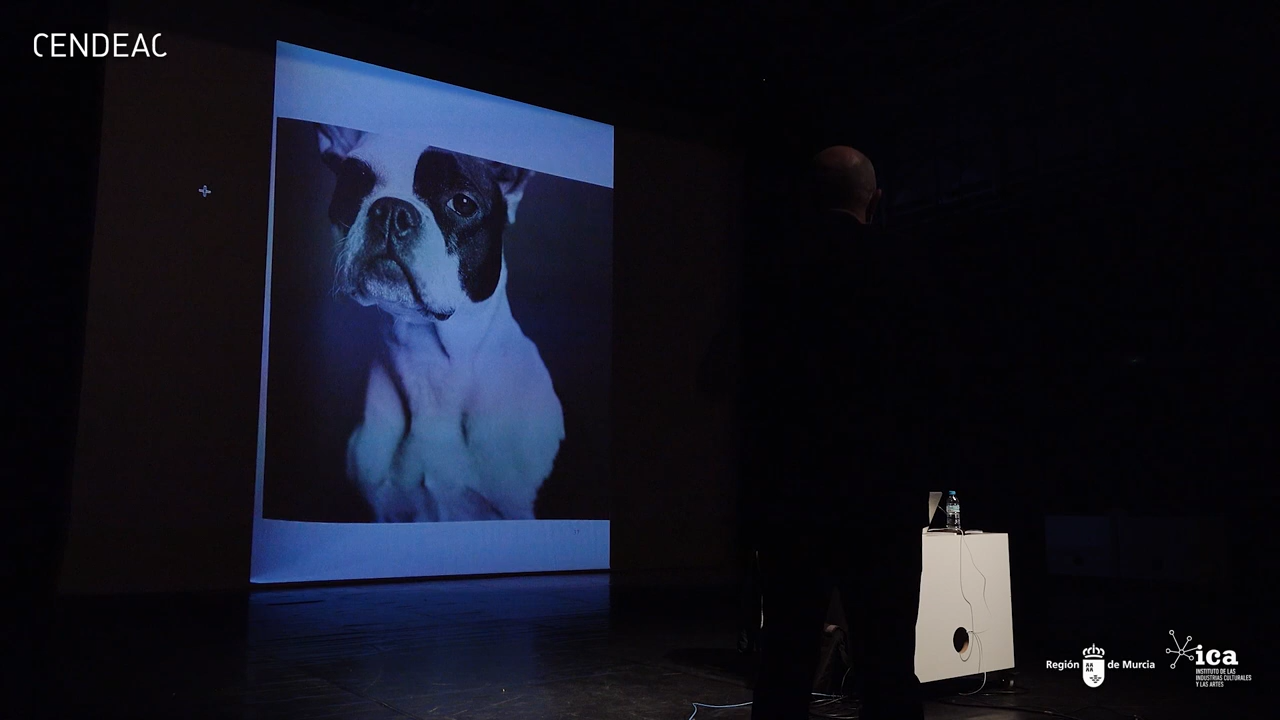 CENDEAC
Región de Murcia
ica
INSTITUTO DE LAS
INDUSTRIAS CULTURALES
Y LAS ARTES